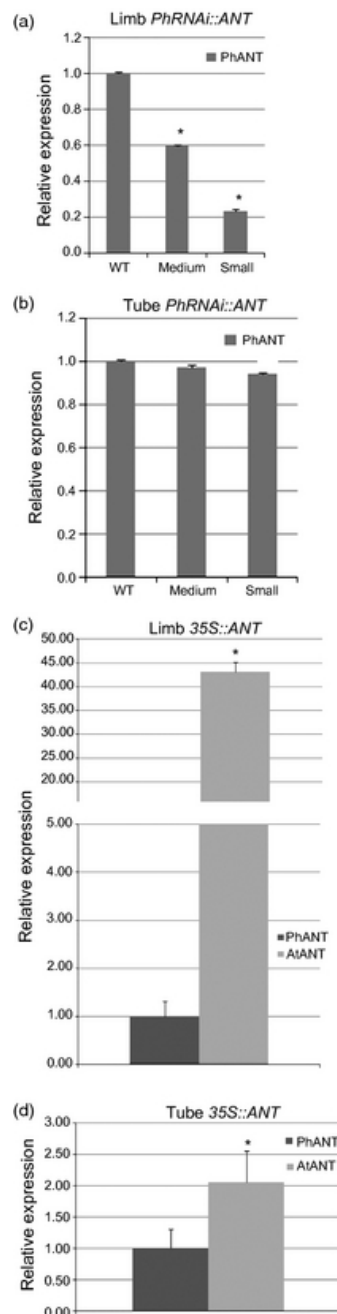 (a)
Limb PhRNAi::ANT
1.2
PhANT
1.0
*
0.8
0.6
*
0.4
0.2
0.0
Relative expression
WT Medium Small
(b)
Tube PhRNAi::ANT
1.2
PhANT
1.0
0.8
0.6
0.4
0.2
0.0
Relative expression
WT Medium Small
(c)
Limb 35S::ANT
50.00
*
45.00
40.00
35.00
30.00
25.00
20.00
5.00
4.00
3.00
2.00
1.00
0.00
Relative expression
PhANT
AtANT
(d)
Tube 35S::ANT
3.00
PhANT
2.50
*
AtANT
2.00
1.50
1.00
0.50
0.00
Relative expression